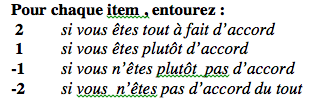 Pour chaque item , entourez :
2 si vous êtes tout à fait d’accord
1 si vous êtes plutôt d’accord
-1 si vous n’êtes plutôt pas d’accord
-2 si vous n’êtes pas d’accord du tout